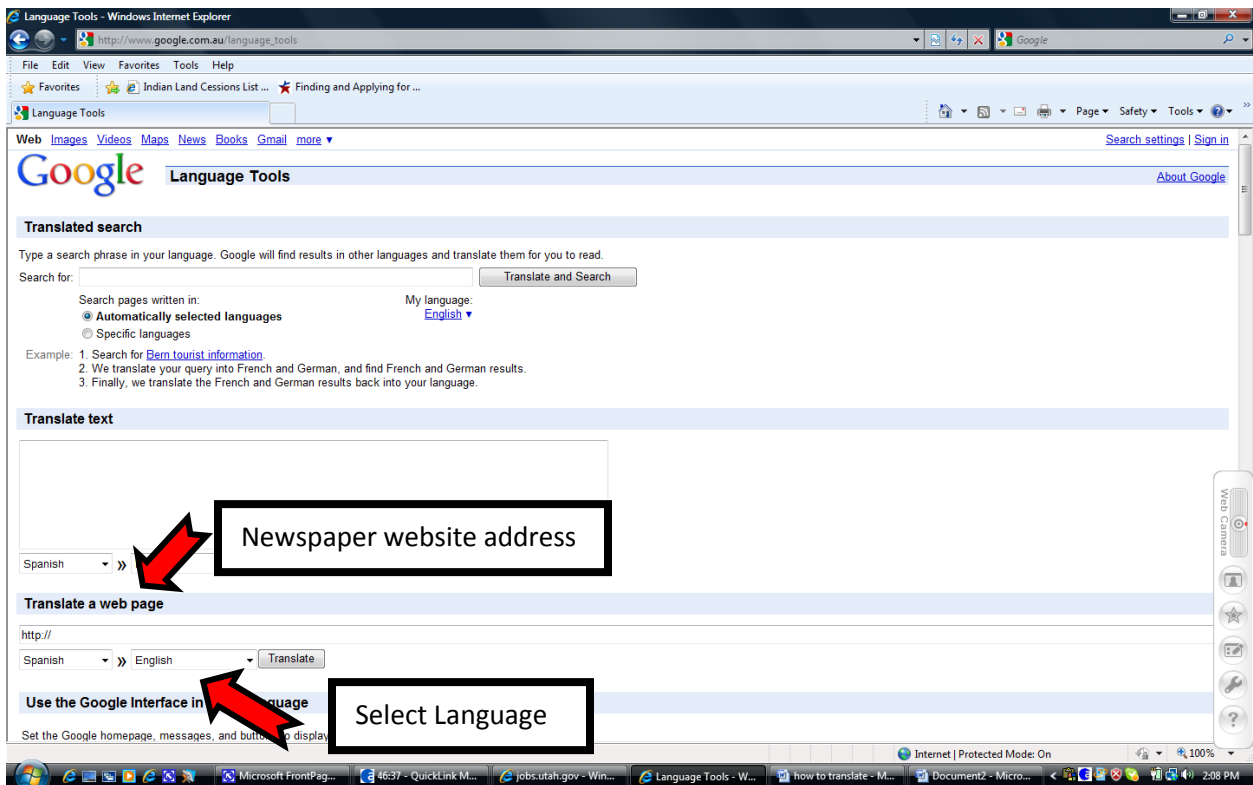 Language Tools - Windows Internet Explorer
http://www.google.com.au/language_tools
Google
File Edit View Favorites Tools Help
Favorites Indian Land Cessions List ... Finding and Applying for ...
Language Tools
Page Safety Tools
Web Images Videos Maps News Books Gmail more ▼
Search settings | Sign in
Google Language Tools
About Google
Translated search
Type a search phrase in your language. Google will find results in other languages and translate them for you to read.
Search for: Translate and Search
Search pages written in: My language:
Automatically selected languages English ▼
Specific languages
Example: 1. Search for Bern tourist information.
2. We translate your query into French and German, and find French and German results.
3. Finally, we translate the French and German results back into your language.
Translate text
Web Camera
Newspaper website address
Spanish »
Translate a web page
http://
Spanish » English Translate
Use the Google Interface in
Select Language
Set the Google homepage, messages, and
Internet | Protected Mode: On 100%
Microsoft FrontPag... 46:37 - QuickLink M... jobs.utah.gov - Win... Language Tools - W... how to translate - M... Document2 - Micro... 2:08 PM